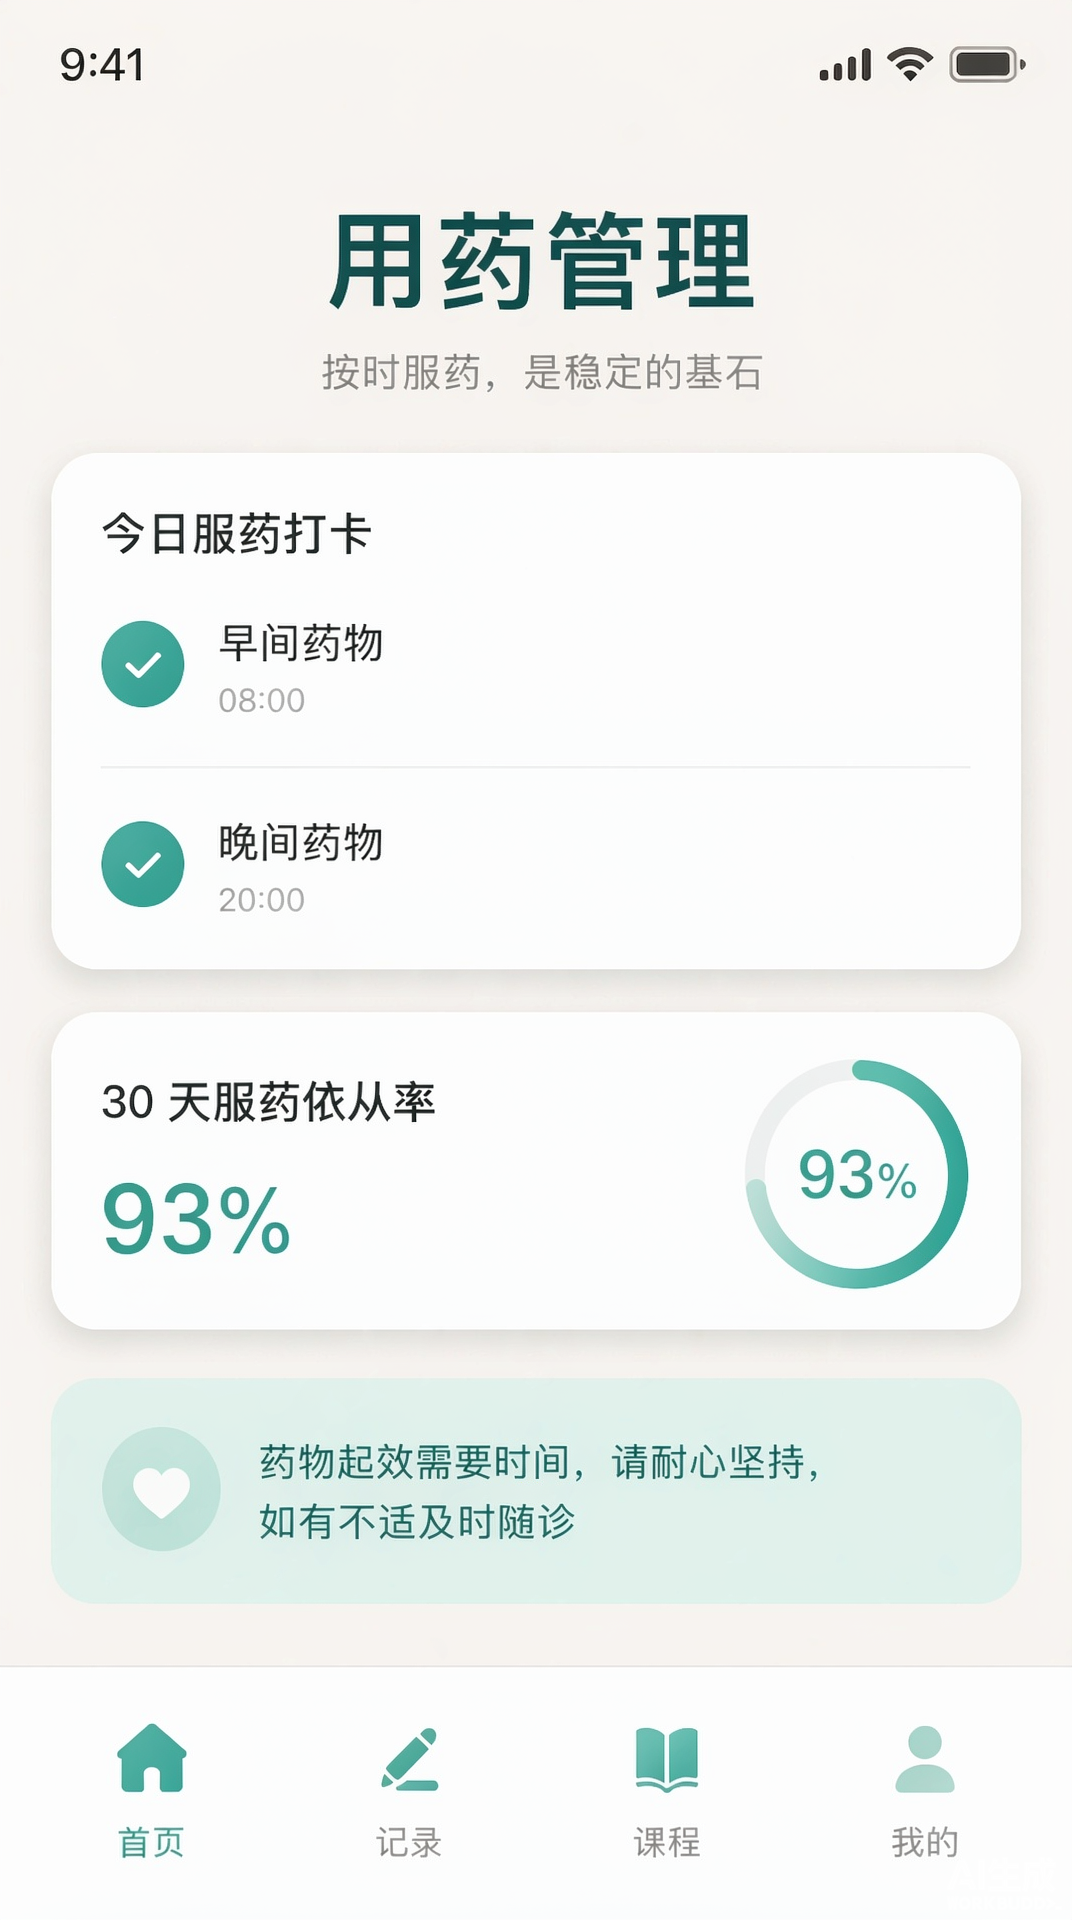 9:41
用药管理
按时服药，是稳定的基石
今日服药打卡
早间药物
08:00
晚间药物
20:00
30 天服药依从率
93%
93%
药物起效需要时间，请耐心坚持，
如有不适及时随诊
首页
记录
课程
我的